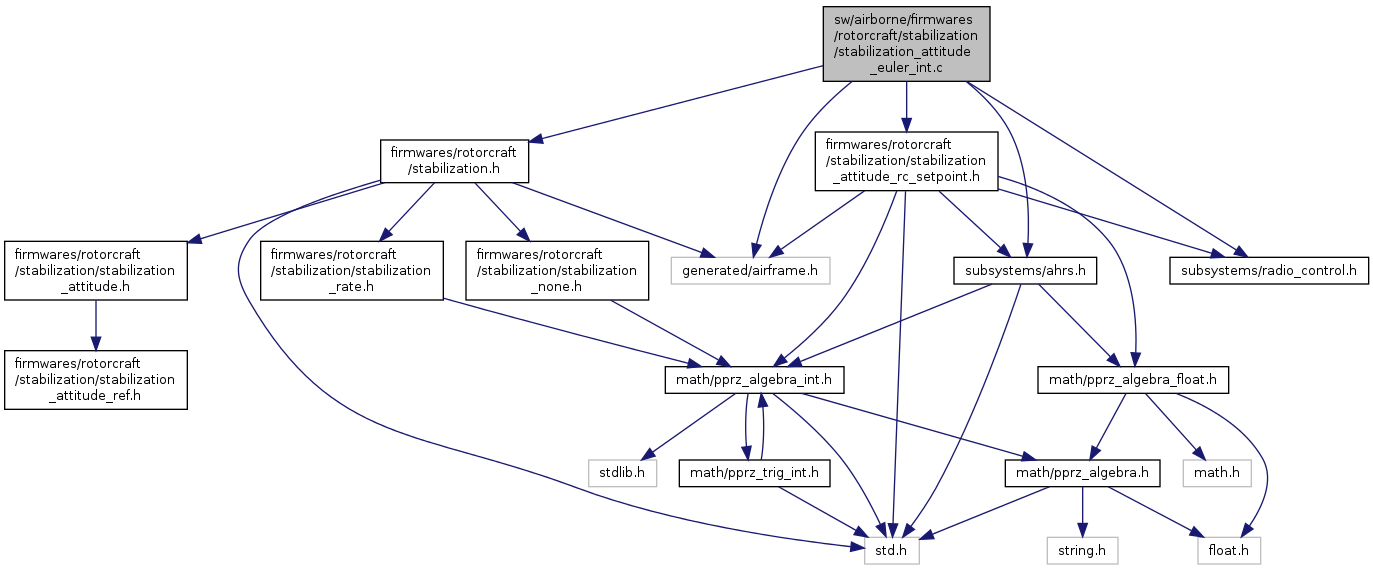 sw/airborne/firmwares
/rotorcraft/stabilization
/stabilization_attitude
_euler_int.c
firmwares/rotorcraft
/stabilization.h
firmwares/rotorcraft
/stabilization/stabilization
_attitude_rc_setpoint.h
firmwares/rotorcraft
/stabilization/stabilization
_attitude.h
firmwares/rotorcraft
/stabilization/stabilization
_rate.h
firmwares/rotorcraft
/stabilization/stabilization
_none.h
generated/airframe.h
subsystems/ahrs.h
subsystems/radio_control.h
firmwares/rotorcraft
/stabilization/stabilization
_attitude_ref.h
math/pprz_algebra_int.h
math/pprz_algebra_float.h
stdlib.h
math/pprz_trig_int.h
math/pprz_algebra.h
math.h
std.h
string.h
float.h